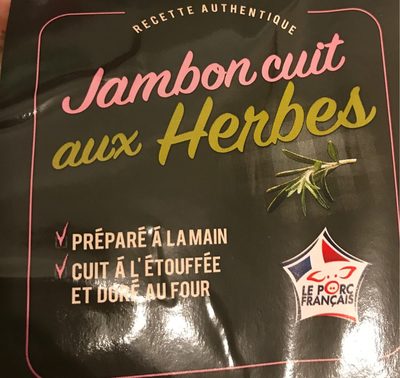 RECETTE AUTHENTIQUE
Jambon cuit
aux Herbes
PRÉPARÉ À LA MAIN
CUIT À L'ÉTOUFFÉE
ET DORÉ AU FOUR
LE PORC
FRANÇAIS